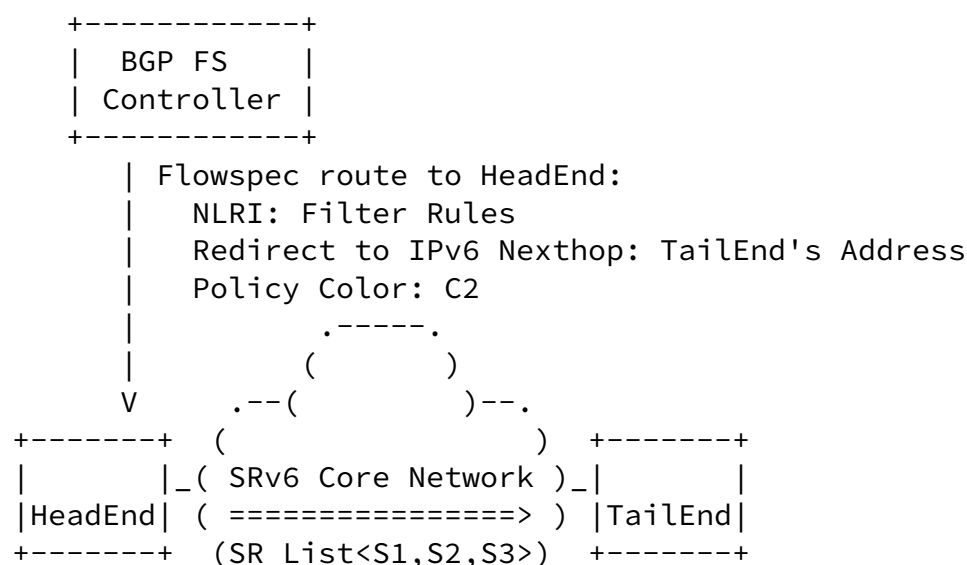 BGP FS
Controller
Flowspec route to HeadEnd:
NLRI: Filter Rules
Redirect to IPv6 Nexthop: TailEnd's Address
Policy Color: C2
SRv6 Core Network
HeadEnd ================> TailEnd
(SR List<S1,S2,S3>)